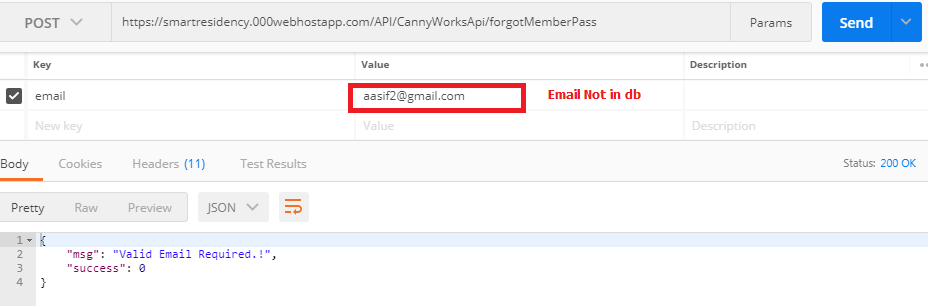 POST https://smartresidency.000webhostapp.com/API/CannyWorksApi/forgotMemberPass Params Send
Key Value Description
email aasif2@gmail.com Email Not in db
New key Value Description
Body Cookies Headers (11) Test Results Status: 200 OK
Pretty Raw Preview JSON
1 {
2 "msg": "Valid Email Required.!",
3 "success": 0
4 }